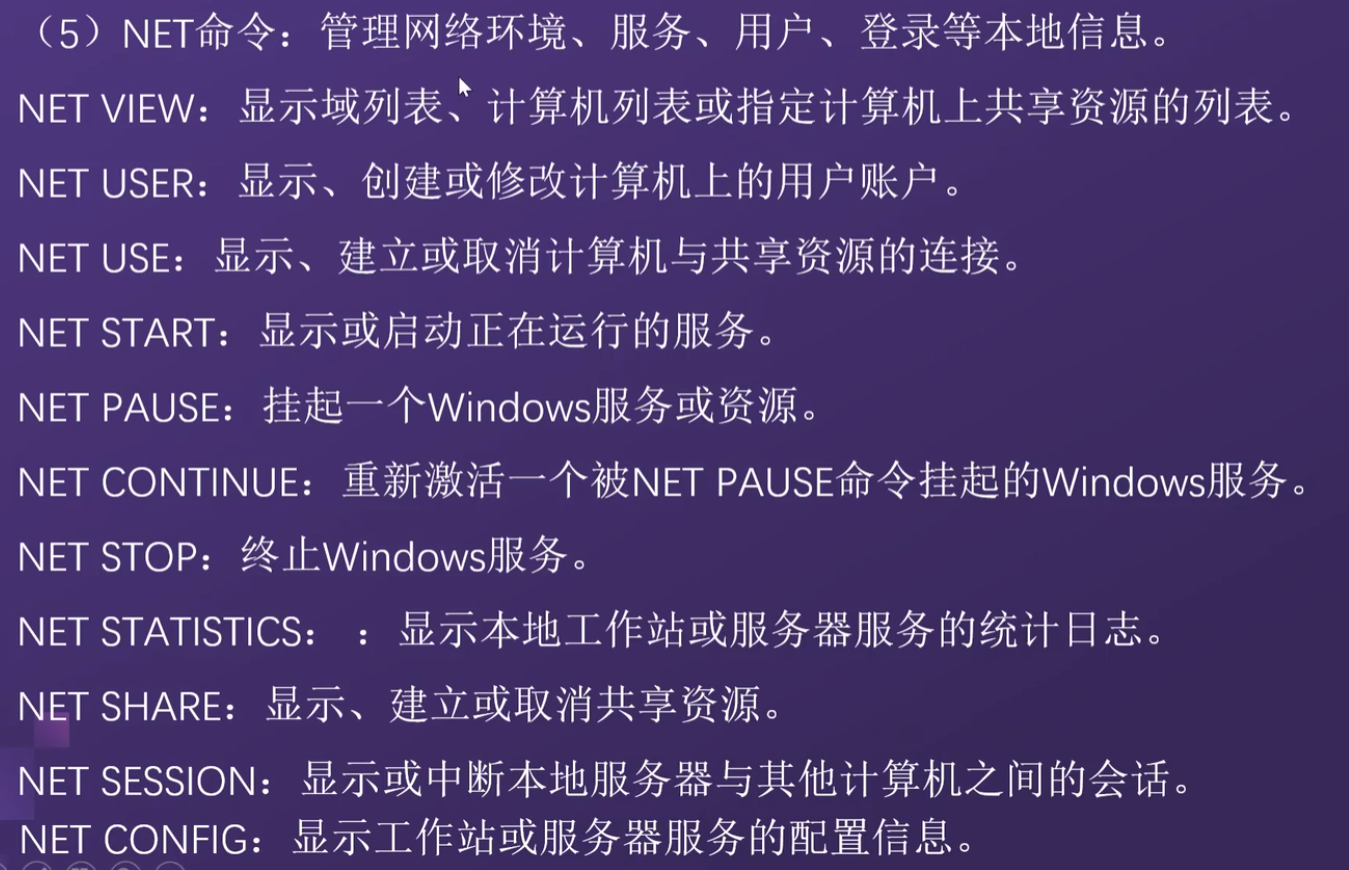 （5）NET命令：管理网络环境、服务、用户、登录等本地信息。
NET VIEW：显示域列表、计算机列表或指定计算机上共享资源的列表。
NET USER：显示、创建或修改计算机上的用户账户。
NET USE：显示、建立或取消计算机与共享资源的连接。
NET START：显示或启动正在运行的服务。
NET PAUSE：挂起一个Windows服务或资源。
NET CONTINUE：重新激活一个被NET PAUSE命令挂起的Windows服务。
NET STOP：终止Windows服务。
NET STATISTICS：：显示本地工作站或服务器服务的统计日志。
NET SHARE：显示、建立或取消共享资源。
NET SESSION：显示或中断本地服务器与其他计算机之间的会话。
NET CONFIG：显示工作站或服务器服务的配置信息。